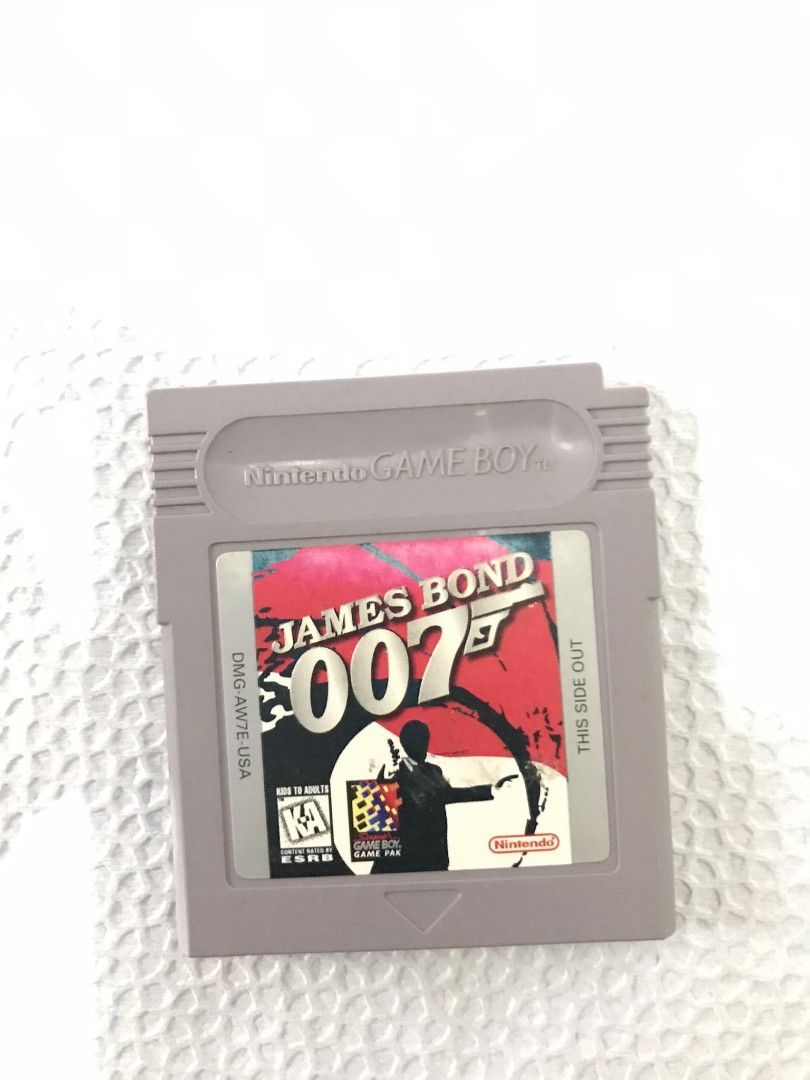 Nintendo GAME BOY TM
JAMES BOND
007
DMG-AW7E-USA
THIS SIDE OUT
KIDS TO ADULTS
K-A
CONTENT RATED BY
ESRB
Super
GAME BOY
GAME PAK
Nintendo